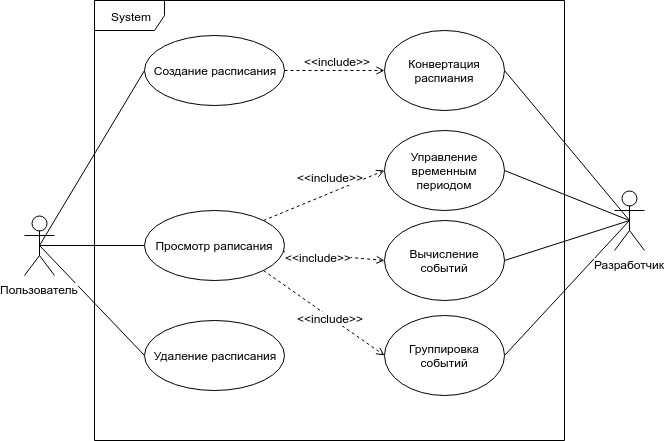 System
Создание расписания
<<include>>
Конвертация
распиания
Управление
временным
периодом
<<include>>
Просмотр раписания
<<include>>
Вычисление
событий
Пользователь
Разработчик
<<include>>
Удаление расписания
Группировка
событий